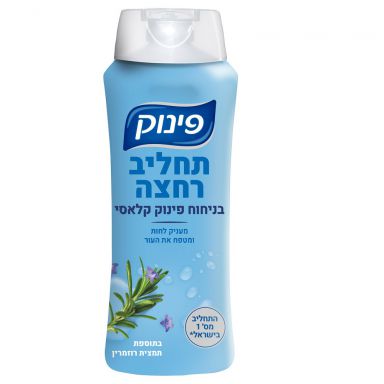 פינוק
תחליב
רחצה
בניחוח פינוק קלאסי
מעניק לחות
ומטפח את העור
התחליב
מס' 1
בישראל*
בתוספת
תמצית רוזמרין